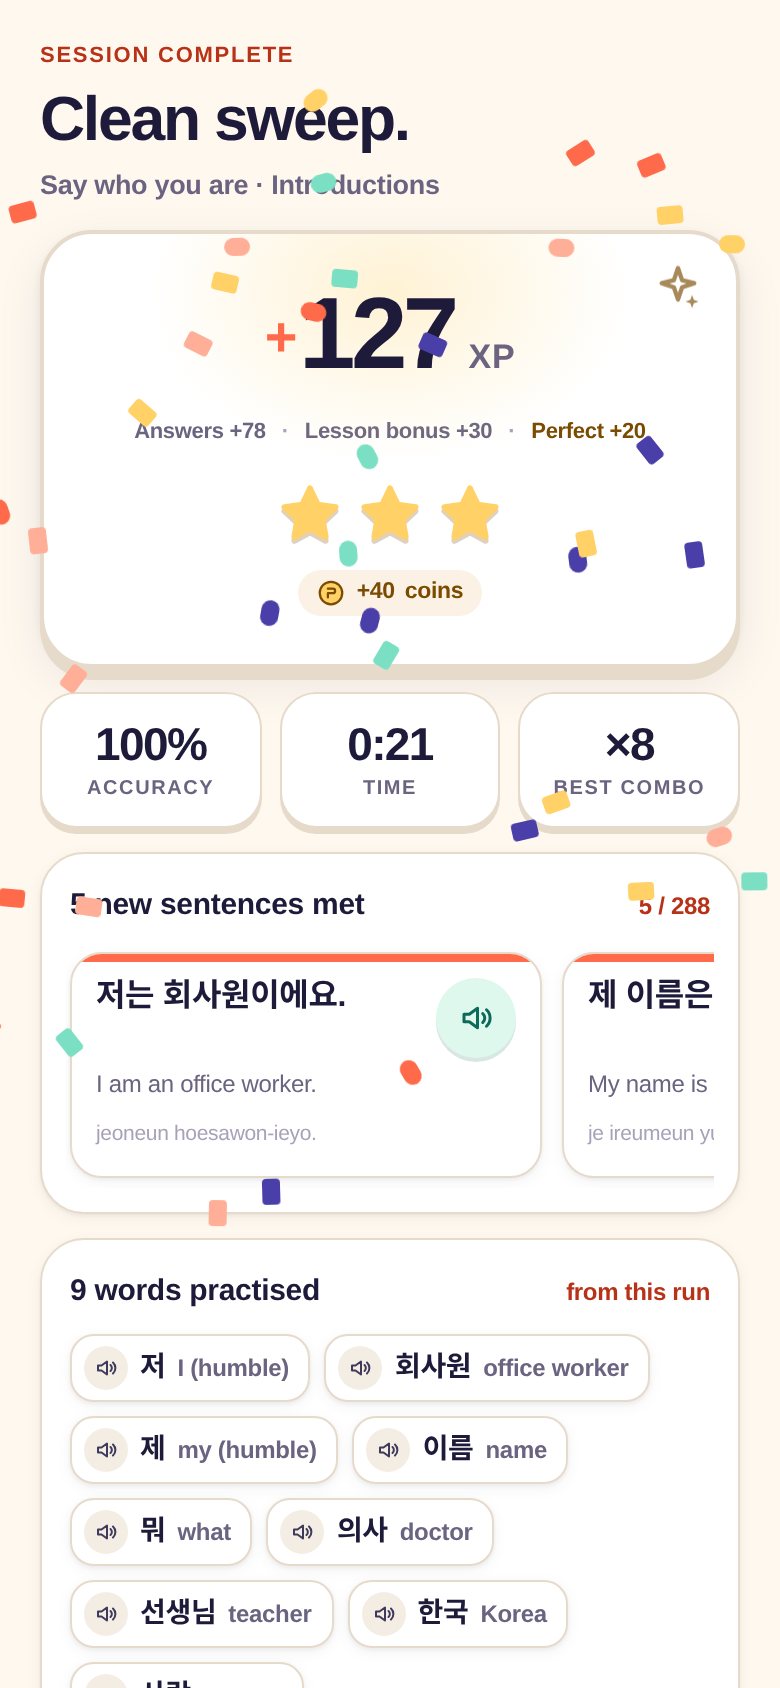 SESSION COMPLETE
Clean sweep.
Say who you are · Introductions
+127 XP
Answers +78 · Lesson bonus +30 · Perfect +20
+40 coins
100%
ACCURACY
0:21
TIME
×8
BEST COMBO
5 new sentences met
5 / 288
저는 회사원이에요.
I am an office worker.
jeoneun hoesawon-ieyo.
제 이름은
My name is
je ireumeun
9 words practised
from this run
저 I (humble)
회사원 office worker
제 my (humble)
이름 name
뭐 what
의사 doctor
선생님 teacher
한국 Korea